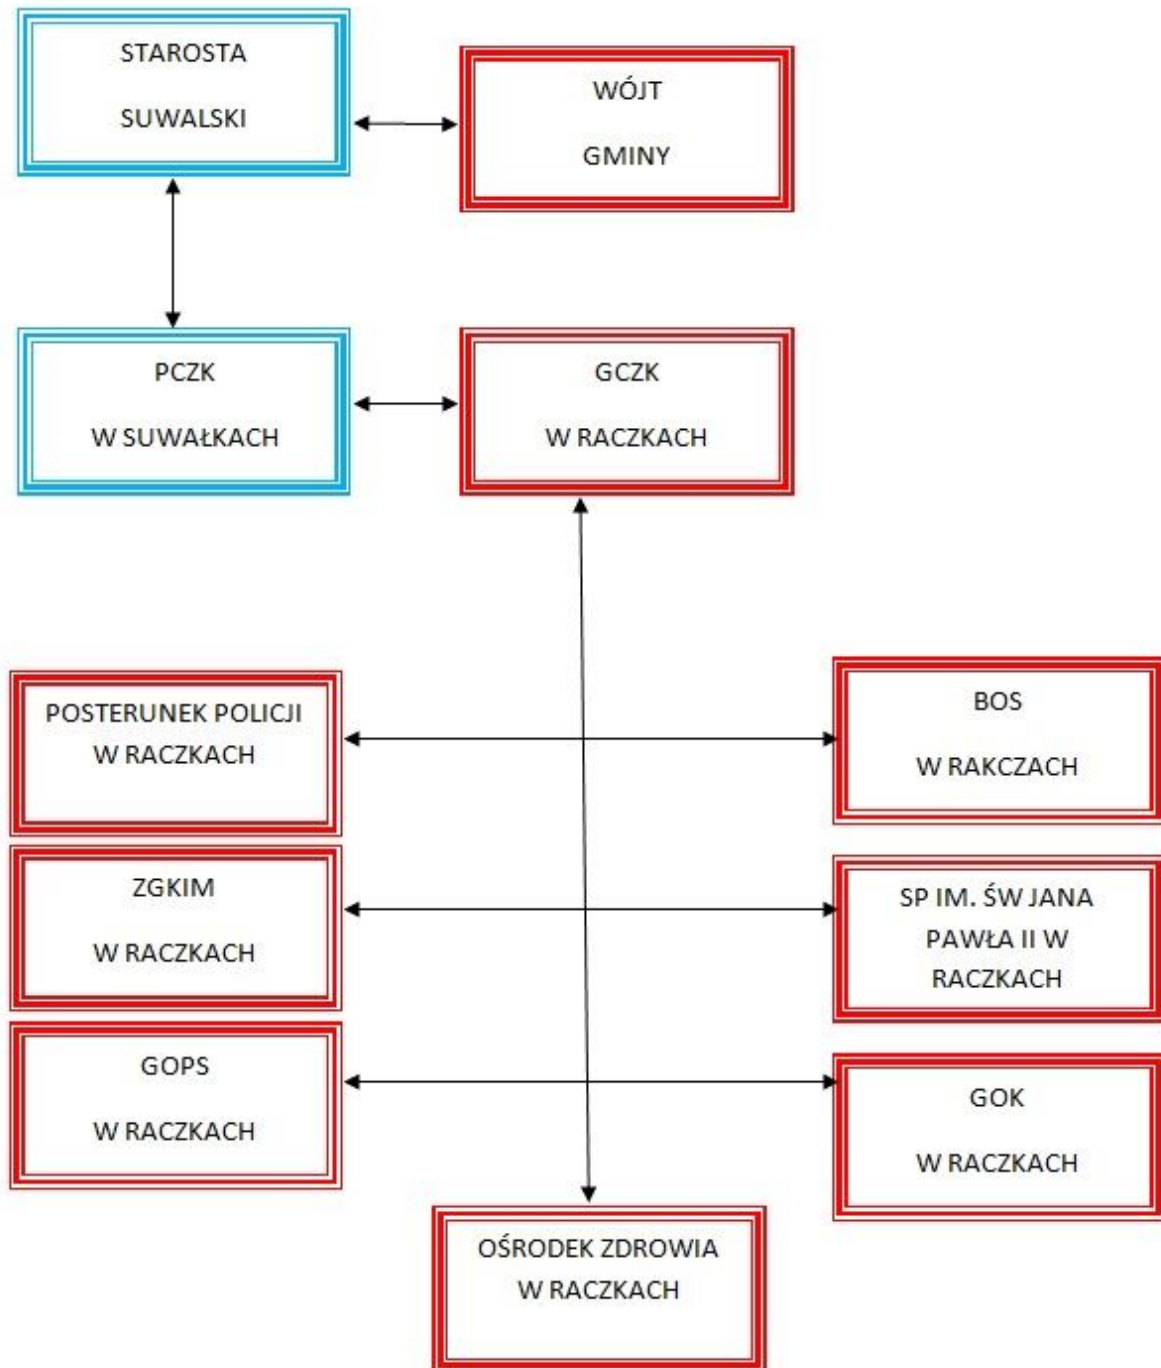 STAROSTA
SUWALSKI
WÓJT
GMINY
PCZK
W SUWAŁKACH
GCZK
W RACZKACH
POSTERUNEK POLICJI
W RACZKACH
BOS
W RAKCZACH
ZGKIM
W RACZKACH
SP IM. ŚW JANA
PAWŁA II W
RACZKACH
GOPS
W RACZKACH
GOK
W RACZKACH
OŚRODEK ZDROWIA
W RACZKACH